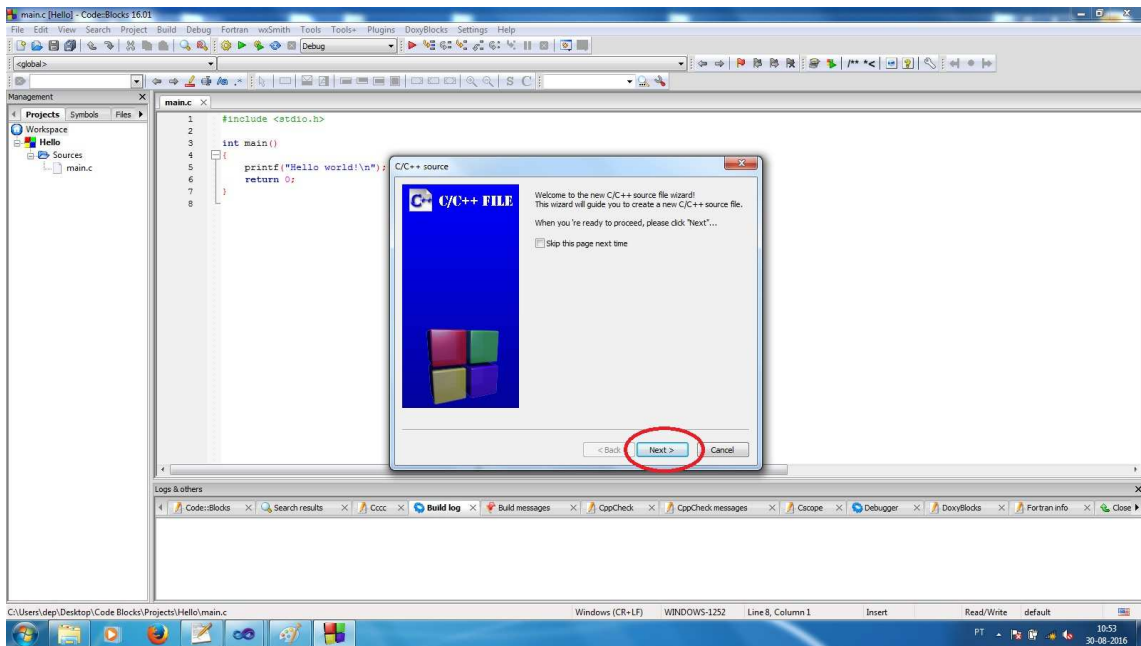 main.c [Hello] - Code::Blocks 16.01
File Edit View Search Project Build Debug Fortran wxSmith Tools Tools+ Plugins DoxyBlocks Settings Help
Debug
<global>
/** *<
S C
Management
main.c
Projects Symbols Files
Workspace
Hello
Sources
main.c
1 #include <stdio.h>
2
3 int main()
4 {
5 printf("Hello world!\n");
6 return 0;
7 }
8
C/C++ source
C/C++ FILE
Welcome to the new C/C++ source file wizard!
This wizard will guide you to create a new C/C++ source file.
When you 're ready to proceed, please click "Next"...
Skip this page next time
< Back Next > Cancel
Logs & others
Code::Blocks Search results Cccc Build log Build messages CppCheck CppCheck messages Cscope Debugger DoxyBlocks Fortran info Close
C:\Users\dep\Desktop\Code Blocks\Projects\Hello\main.c Windows (CR+LF) WINDOWS-1252 Line 8, Column 1 Insert Read/Write default
PT 10:53
30-08-2016